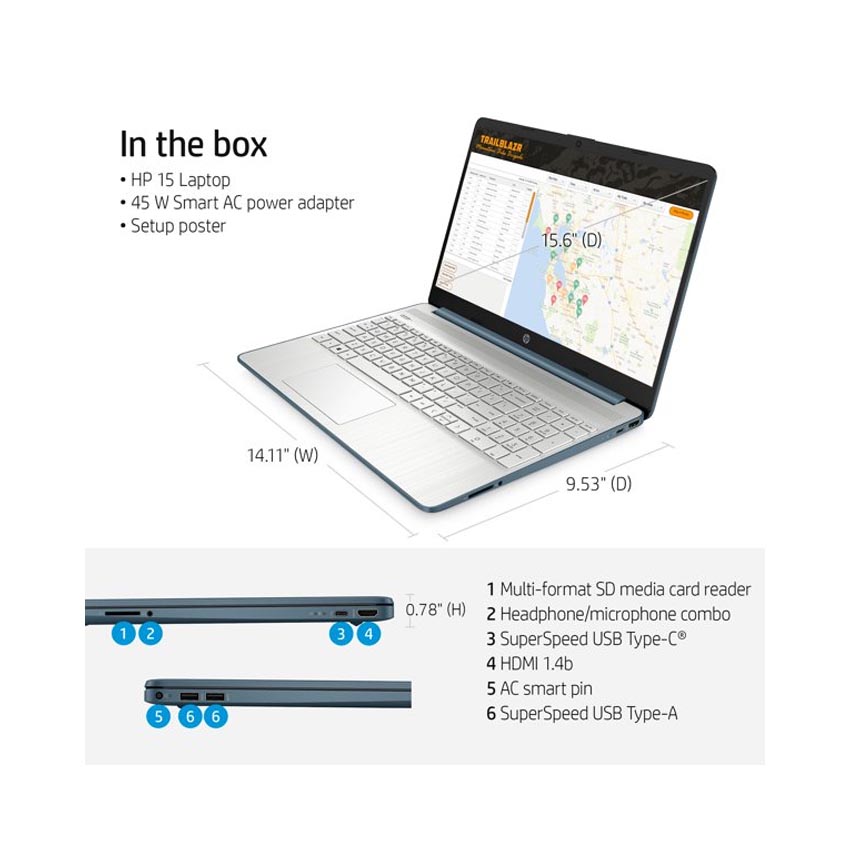 In the box
• HP 15 Laptop
• 45 W Smart AC power adapter
• Setup poster
TRAILBLAZR
15.6" (D)
hp
14.11" (W)
9.53" (D)
0.78" (H)
1 2 3 4
5 6 6
1 Multi-format SD media card reader
2 Headphone/microphone combo
3 SuperSpeed USB Type-C®
4 HDMI 1.4b
5 AC smart pin
6 SuperSpeed USB Type-A